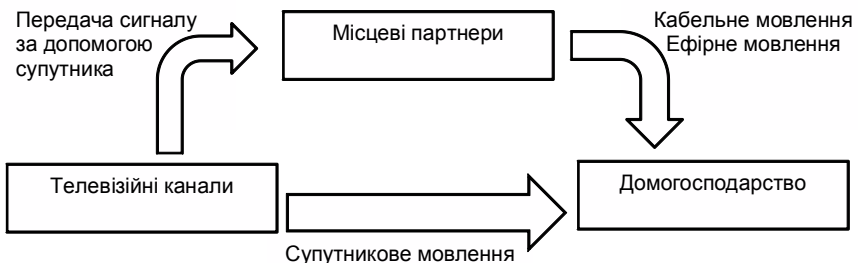 Передача сигналу
за допомогою
супутника
Місцеві партнери
Кабельне мовлення
Ефірне мовлення
Телевізійні канали
Домогосподарство
Супутникове мовлення